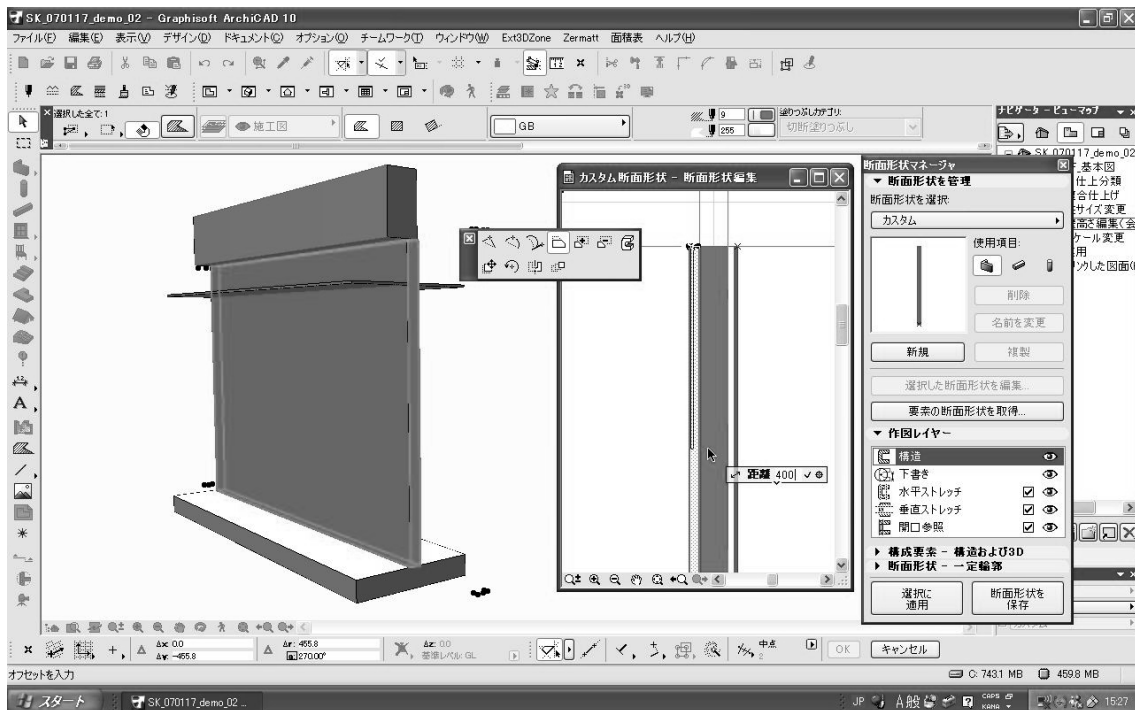 SK_070117_demo_02 - Graphisoft ArchiCAD 10
ファイル(F) 編集(E) 表示(V) デザイン(D) ドキュメント(C) オプション(O) チームワーク(T) ウィンドウ(W) Ext3DZone Zermatt 面積表 ヘルプ(H)
選択した全て: 1
施工図
GB
9
255
塗りつぶしカテゴリ:
切断塗りつぶし
ナビゲータ - ビューマップ
SK_070117_demo_02
基本図
仕上分類
合仕上げ
サイズ変更
高さ編集(会
ケール変更
用
リンクした図面(
カスタム断面形状 - 断面形状編集
距離 400
断面形状マネージャ
断面形状を管理
断面形状を選択:
カスタム
使用項目:
削除
名前を変更
新規
複製
選択した断面形状を編集...
要素の断面形状を取得...
作図レイヤー
構造
下書き
水平ストレッチ
垂直ストレッチ
開口参照
構成要素 - 構造および3D
断面形状 - 一定輪郭
選択に
適用
断面形状を
保存
Δx: 0.0
Δy: -455.8
Δr: 455.8
270.00°
Δz: 0.0
基準レベル: GL
中点
2
OK
キャンセル
オフセットを入力
C: 743.1 MB
459.8 MB
スタート
SK_070117_demo_02 ...
JP
A般
CAPS
KANA
15:27